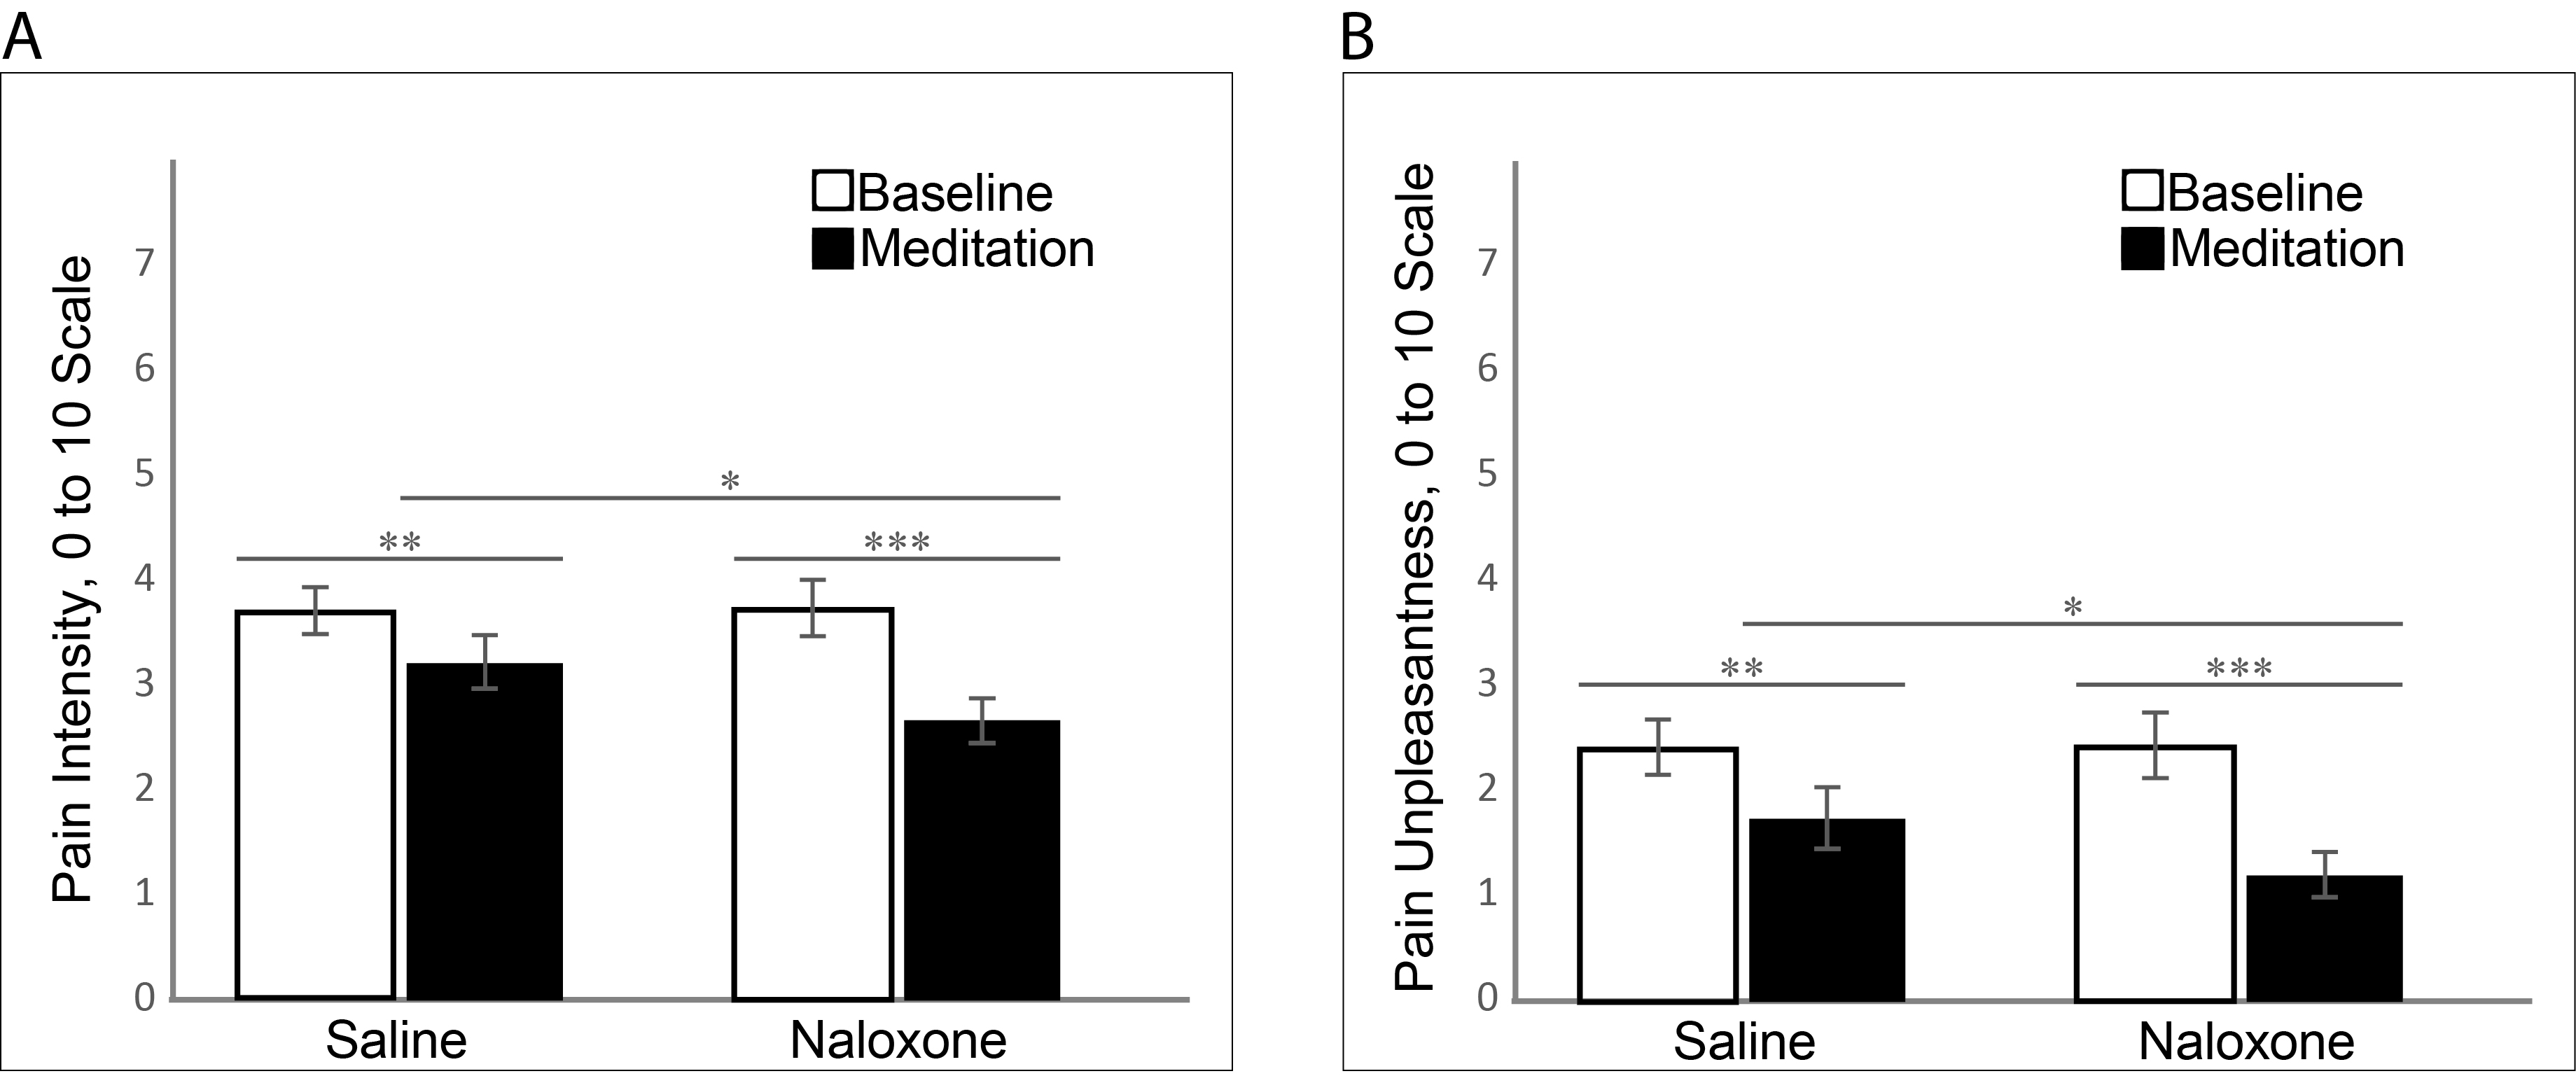 A
Baseline
Meditation
Pain Intensity, 0 to 10 Scale
7
6
5
4
3
2
1
0
*
**
***
Saline
Naloxone
B
Baseline
Meditation
Pain Unpleasantness, 0 to 10 Scale
7
6
5
4
3
2
1
0
*
**
***
Saline
Naloxone